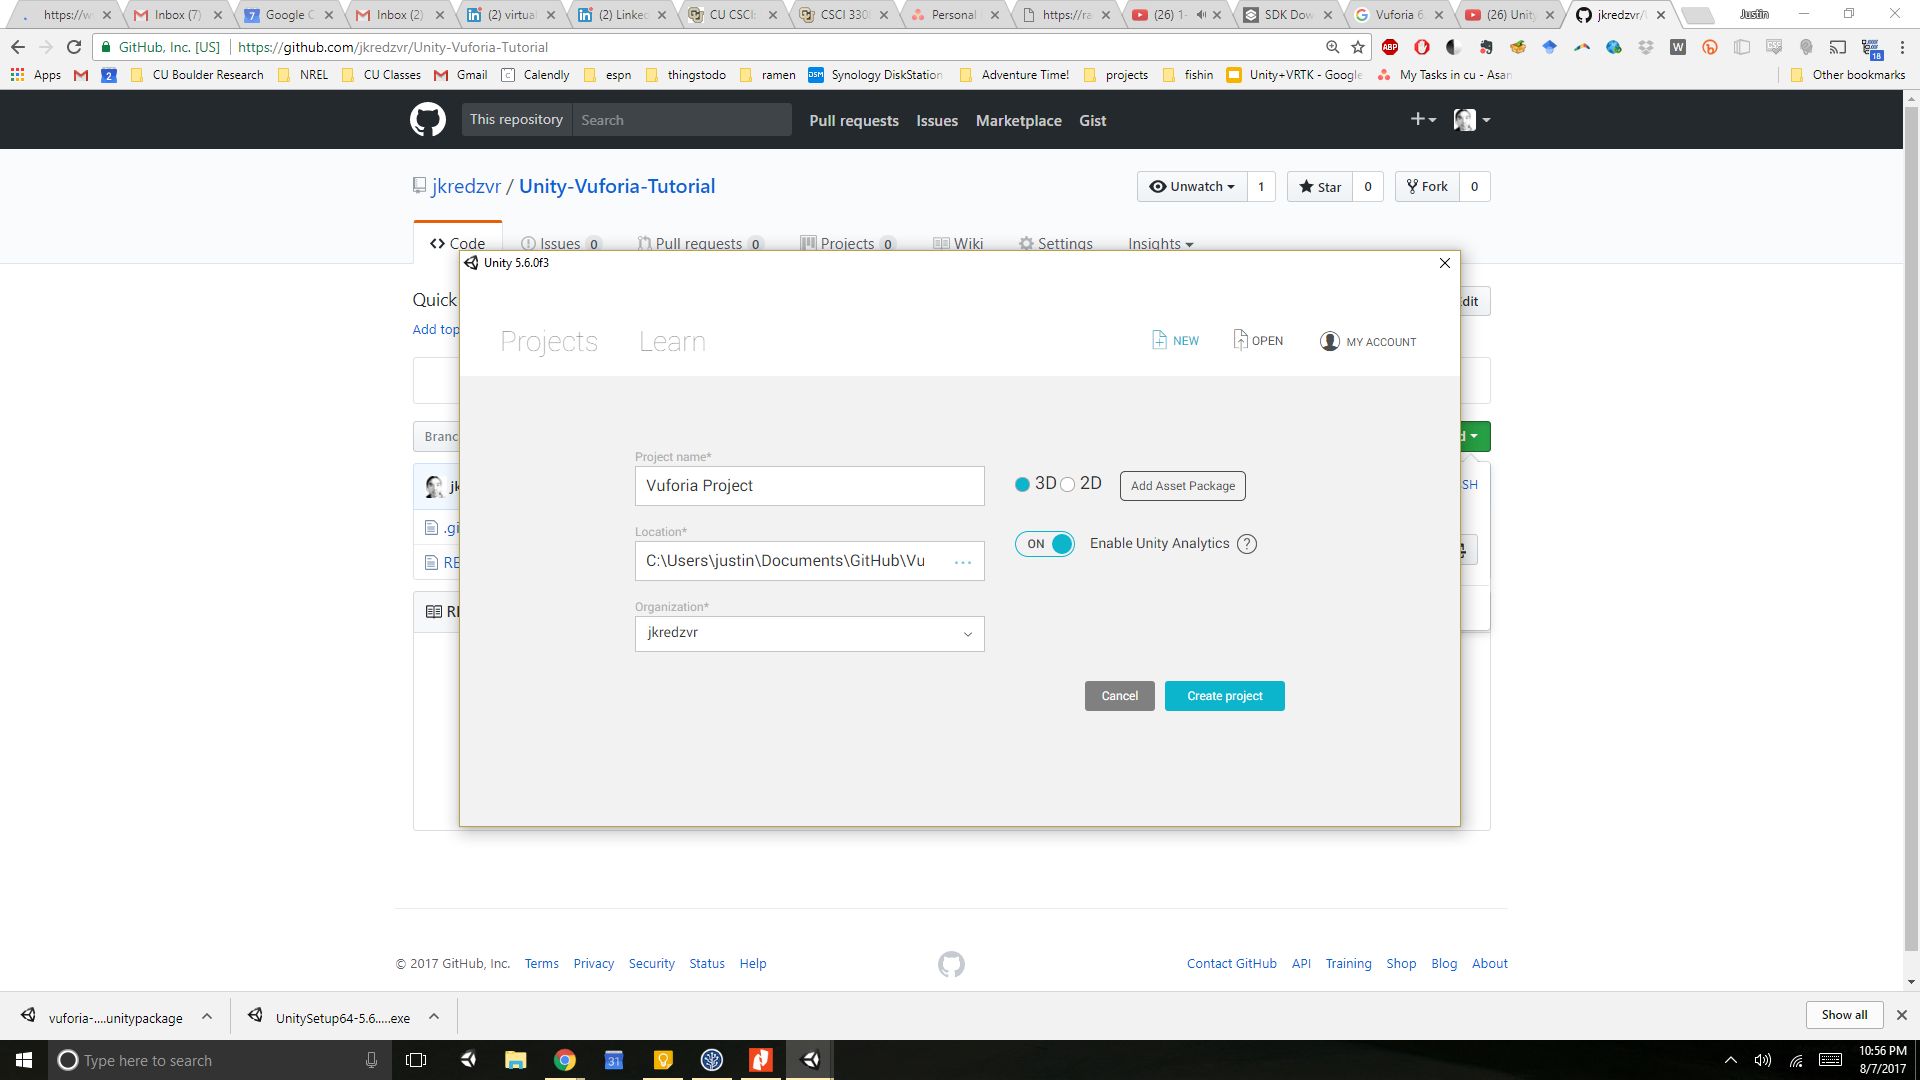 https://w
Inbox (7)
Google C
Inbox (2)
(2) virtual
(2) Linked
CU CSCI
CSCI 330
Personal
https://ra
(26) 1-
SDK Dow
Vuforia 6
(26) Unity
jkredzvr/
Justin
GitHub, Inc. [US] https://github.com/jkredzvr/Unity-Vuforia-Tutorial
ABP
W
18
Apps
2
CU Boulder Research
NREL
CU Classes
Gmail
Calendly
espn
thingstodo
ramen
DSM
Synology DiskStation
Adventure Time!
projects
fishin
Unity+VRTK - Google
My Tasks in cu - Asan
Other bookmarks
This repository
Search
Pull requests
Issues
Marketplace
Gist
jkredzvr / Unity-Vuforia-Tutorial
Unwatch 1
Star 0
Fork 0
Code
Issues 0
Pull requests 0
Projects 0
Wiki
Settings
Insights
Unity 5.6.0f3
Quick
dit
Add top
Projects
Learn
NEW
OPEN
MY ACCOUNT
Branc
d
Project name*
Vuforia Project
3D
2D
Add Asset Package
jk
SH
Location*
C:\Users\justin\Documents\GitHub\Vu ...
ON
Enable Unity Analytics ?
.gi
RE
Organization*
jkredzvr
RE
Cancel
Create project
© 2017 GitHub, Inc.
Terms
Privacy
Security
Status
Help
Contact GitHub
API
Training
Shop
Blog
About
vuforia-....unitypackage
UnitySetup64-5.6.....exe
Show all
Type here to search
31
10:56 PM
8/7/2017